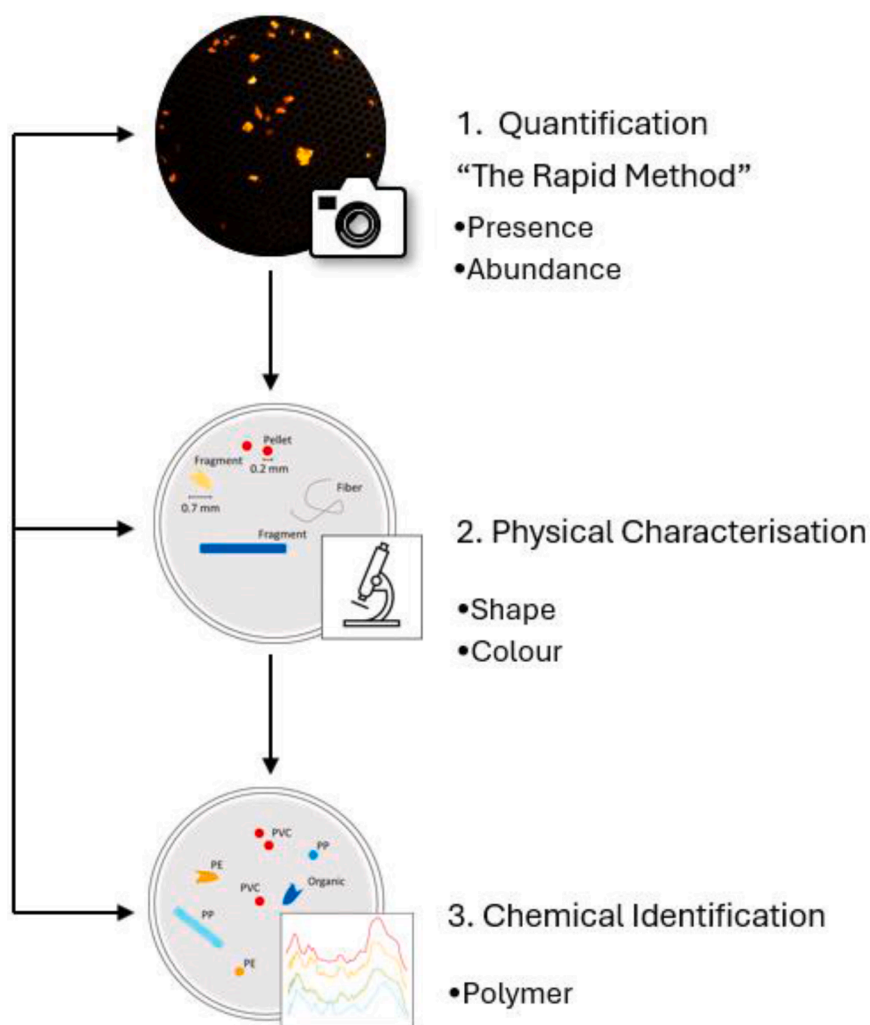 1. Quantification
“The Rapid Method”
•Presence
•Abundance
Pellet
Fragment
0.2 mm
Fiber
0.7 mm
Fragment
2. Physical Characterisation
•Shape
•Colour
PVC
PP
PE
Organic
PVC
PP
PE
3. Chemical Identification
•Polymer